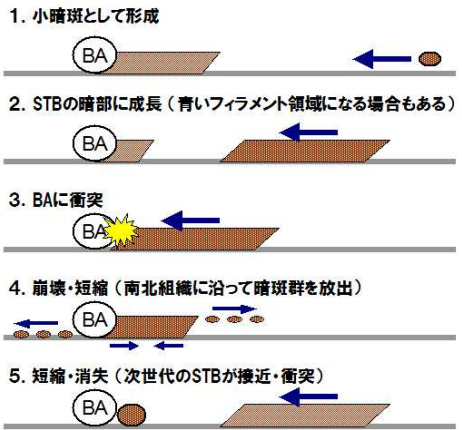 1. 小暗斑として形成
BA
2. STBの暗部に成長（青いフィラメント領域になる場合もある）
BA
3. BAに衝突
BA
4. 崩壊・短縮（南北組織に沿って暗斑群を放出）
BA
5. 短縮・消失（次世代のSTBが接近・衝突）
BA